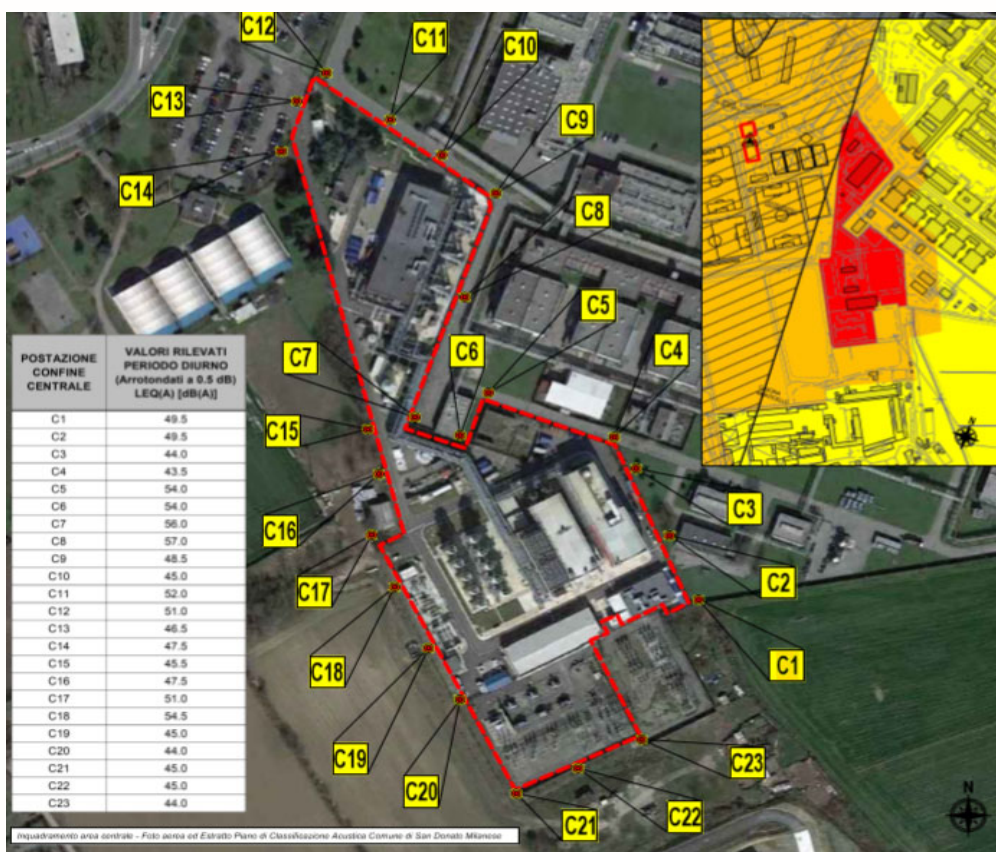 C12
C11
C10
C13
C9
C14
C8
C5
C7
C6
C4
C15
C3
C16
C2
C17
C1
C18
C19
C23
C20
C22
C21
POSTAZIONE CONFINE CENTRALE VALORI RILEVATI PERIODO DIURNO (Arrotondati a 0.5 dB) LEQ(A) [dB(A)]
C1 49.5
C2 49.5
C3 44.0
C4 43.5
C5 54.0
C6 54.0
C7 56.0
C8 57.0
C9 48.5
C10 45.0
C11 52.0
C12 51.0
C13 46.5
C14 47.5
C15 45.5
C16 47.5
C17 51.0
C18 54.5
C19 45.0
C20 44.0
C21 45.0
C22 45.0
C23 44.0
N
Inquadramento area centrale - Foto aerea ed Estratto Piano di Classificazione Acustica Comune di San Donato Milanese